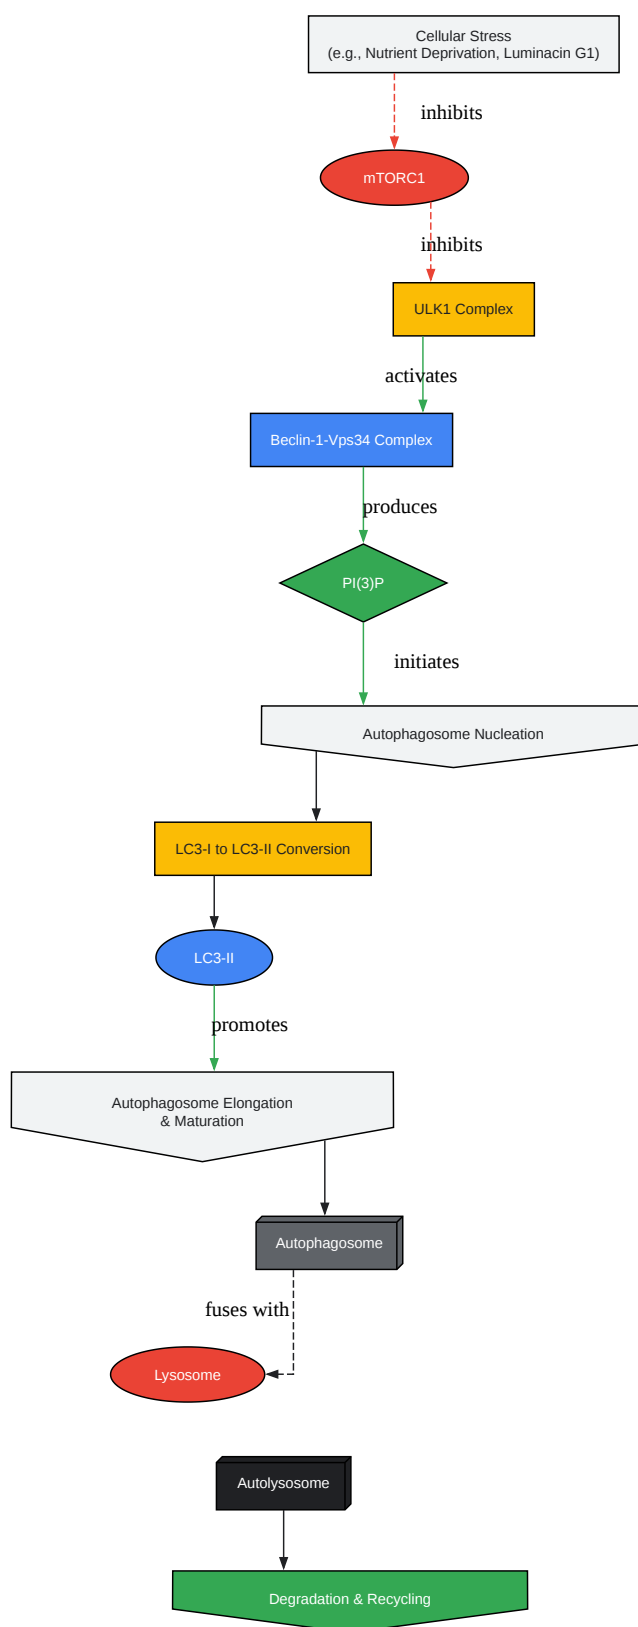 Cellular Stress
(e.g., Nutrient Deprivation, Luminacin G1)
inhibits
mTORC1
inhibits
ULK1 Complex
activates
Beclin-1-Vps34 Complex
produces
PI(3)P
initiates
Autophagosome Nucleation
LC3-I to LC3-II Conversion
LC3-II
promotes
Autophagosome Elongation
& Maturation
Autophagosome
fuses with
Lysosome
Autolysosome
Degradation & Recycling